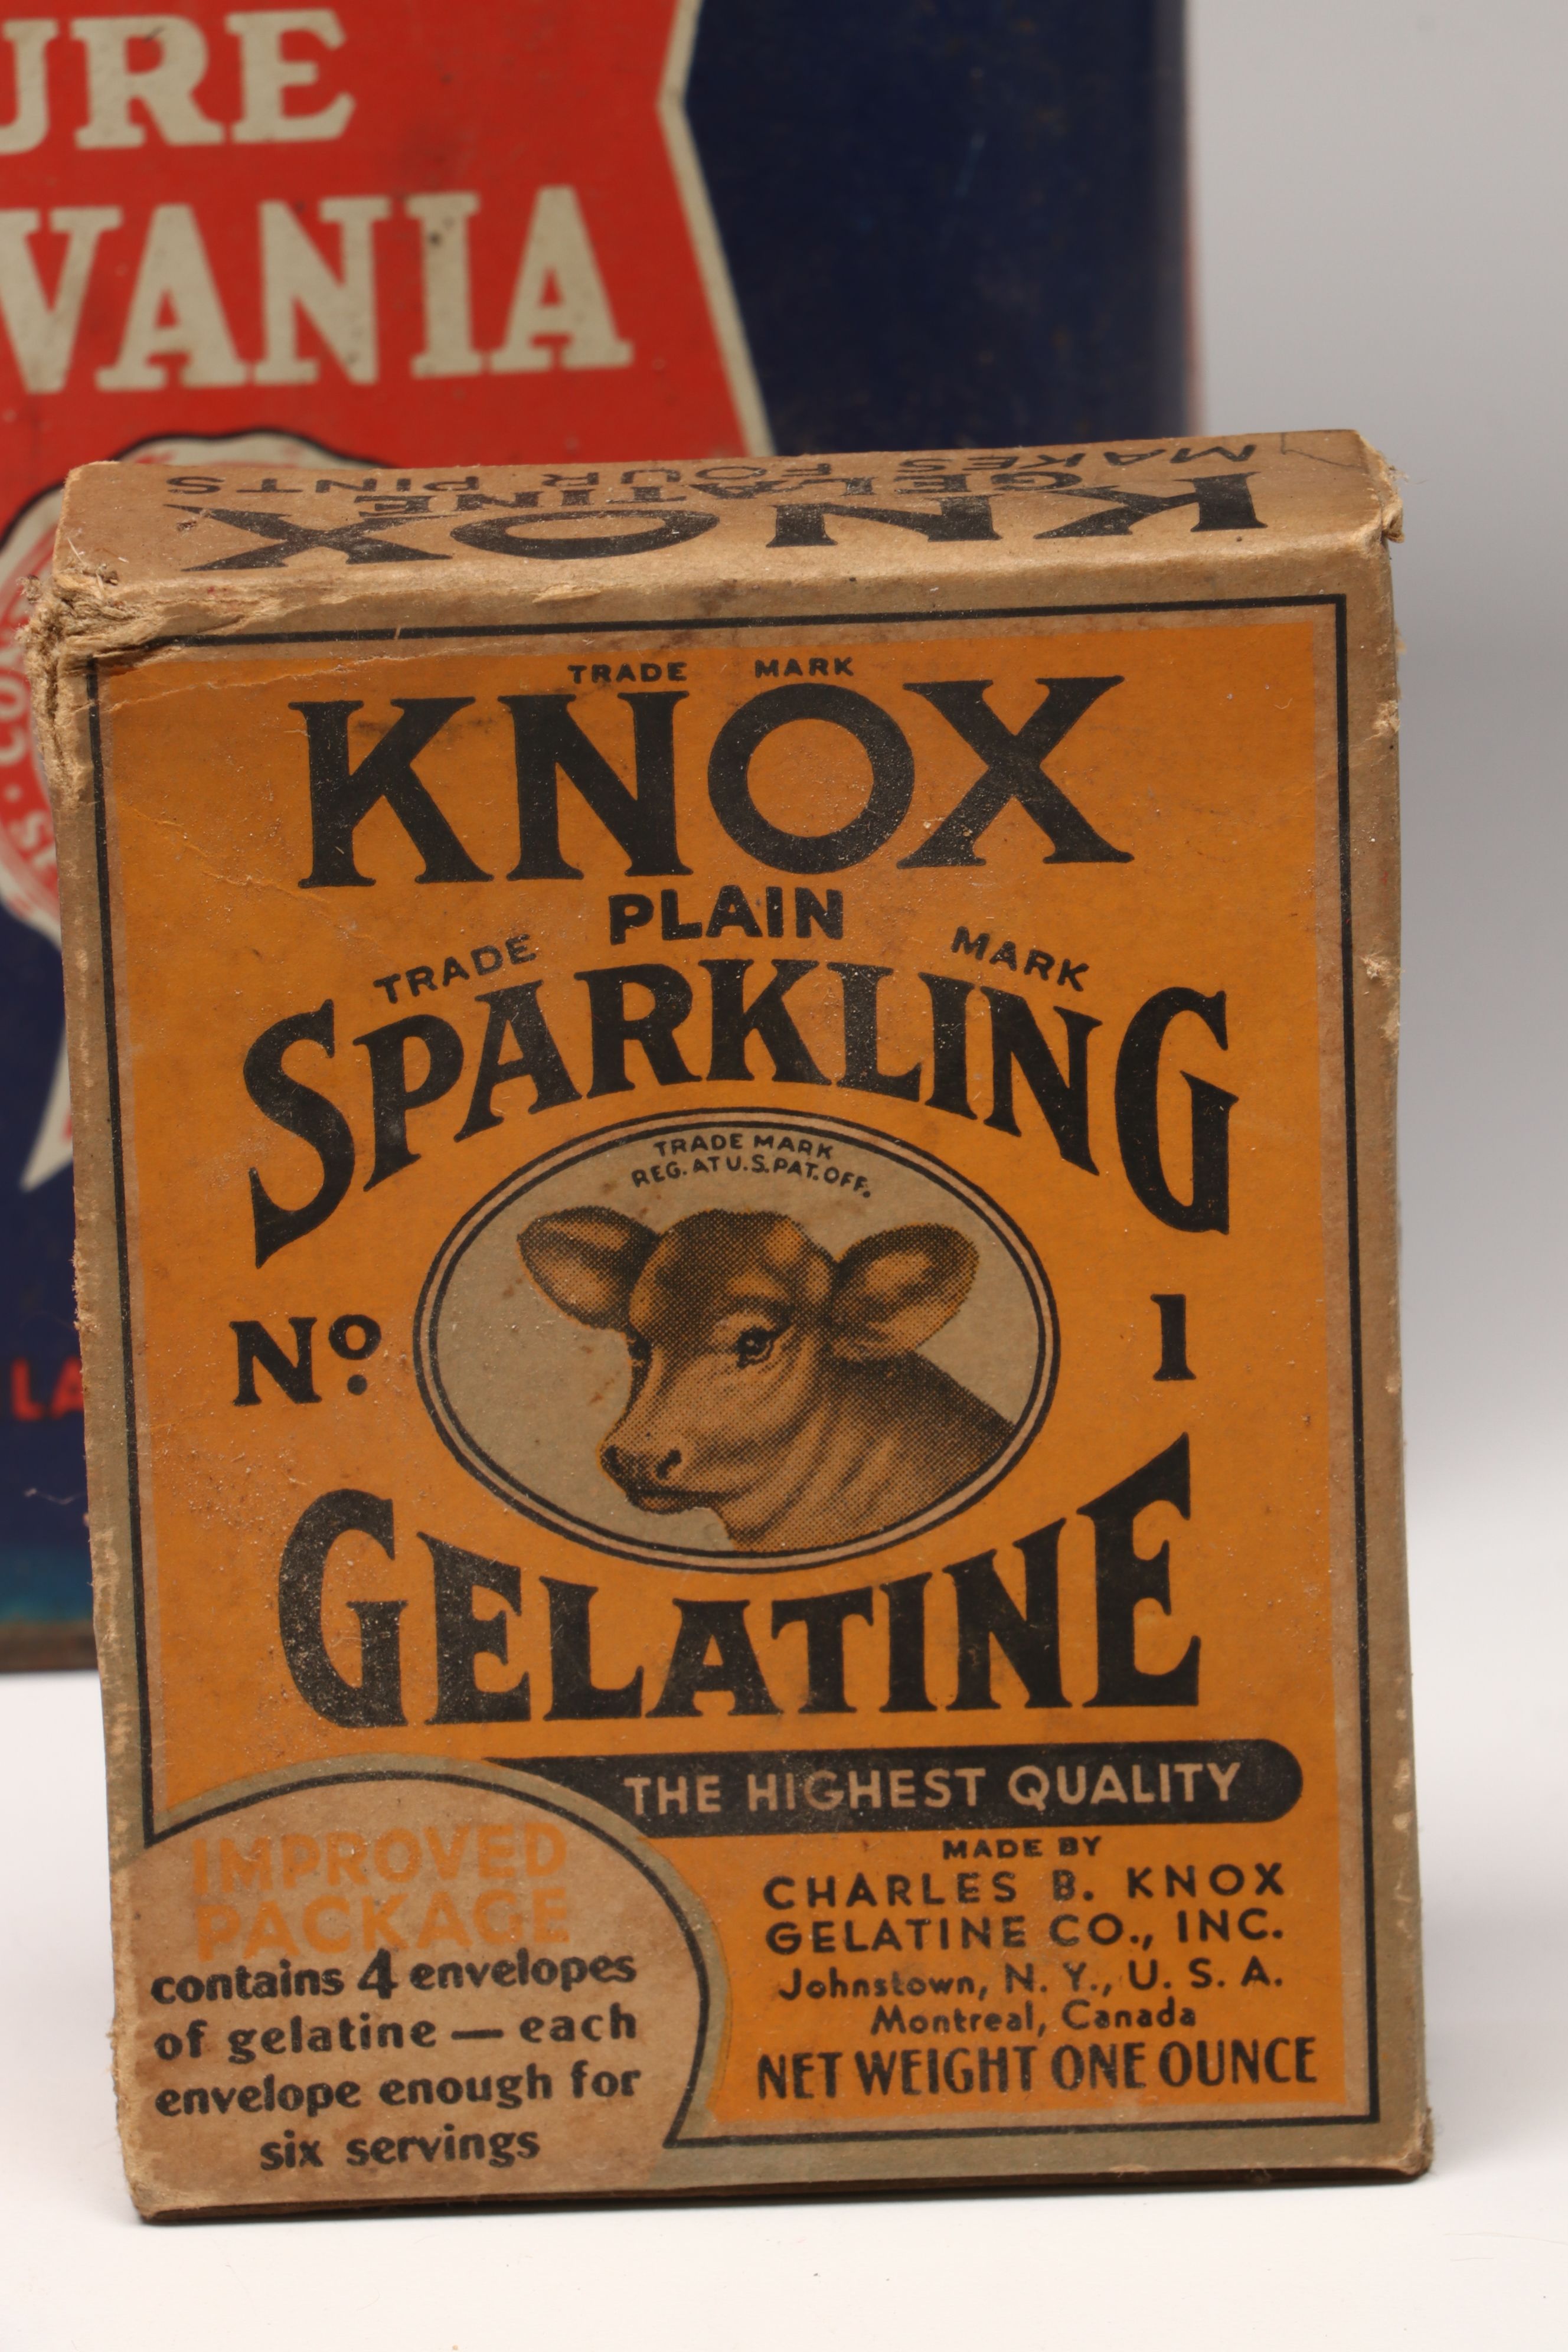 URE
VANIA
LA
MAKES FOUR PINTS
GELATINE
KNOX
TRADE MARK
KNOX
PLAIN
TRADE MARK
SPARKLING
TRADE MARK
REG. AT U.S. PAT. OFF.
No. 1
GELATINE
THE HIGHEST QUALITY
IMPROVED
PACKAGE
contains 4 envelopes
of gelatine — each
envelope enough for
six servings
MADE BY
CHARLES B. KNOX
GELATINE CO., INC.
Johnstown, N. Y., U. S. A.
Montreal, Canada
NET WEIGHT ONE OUNCE